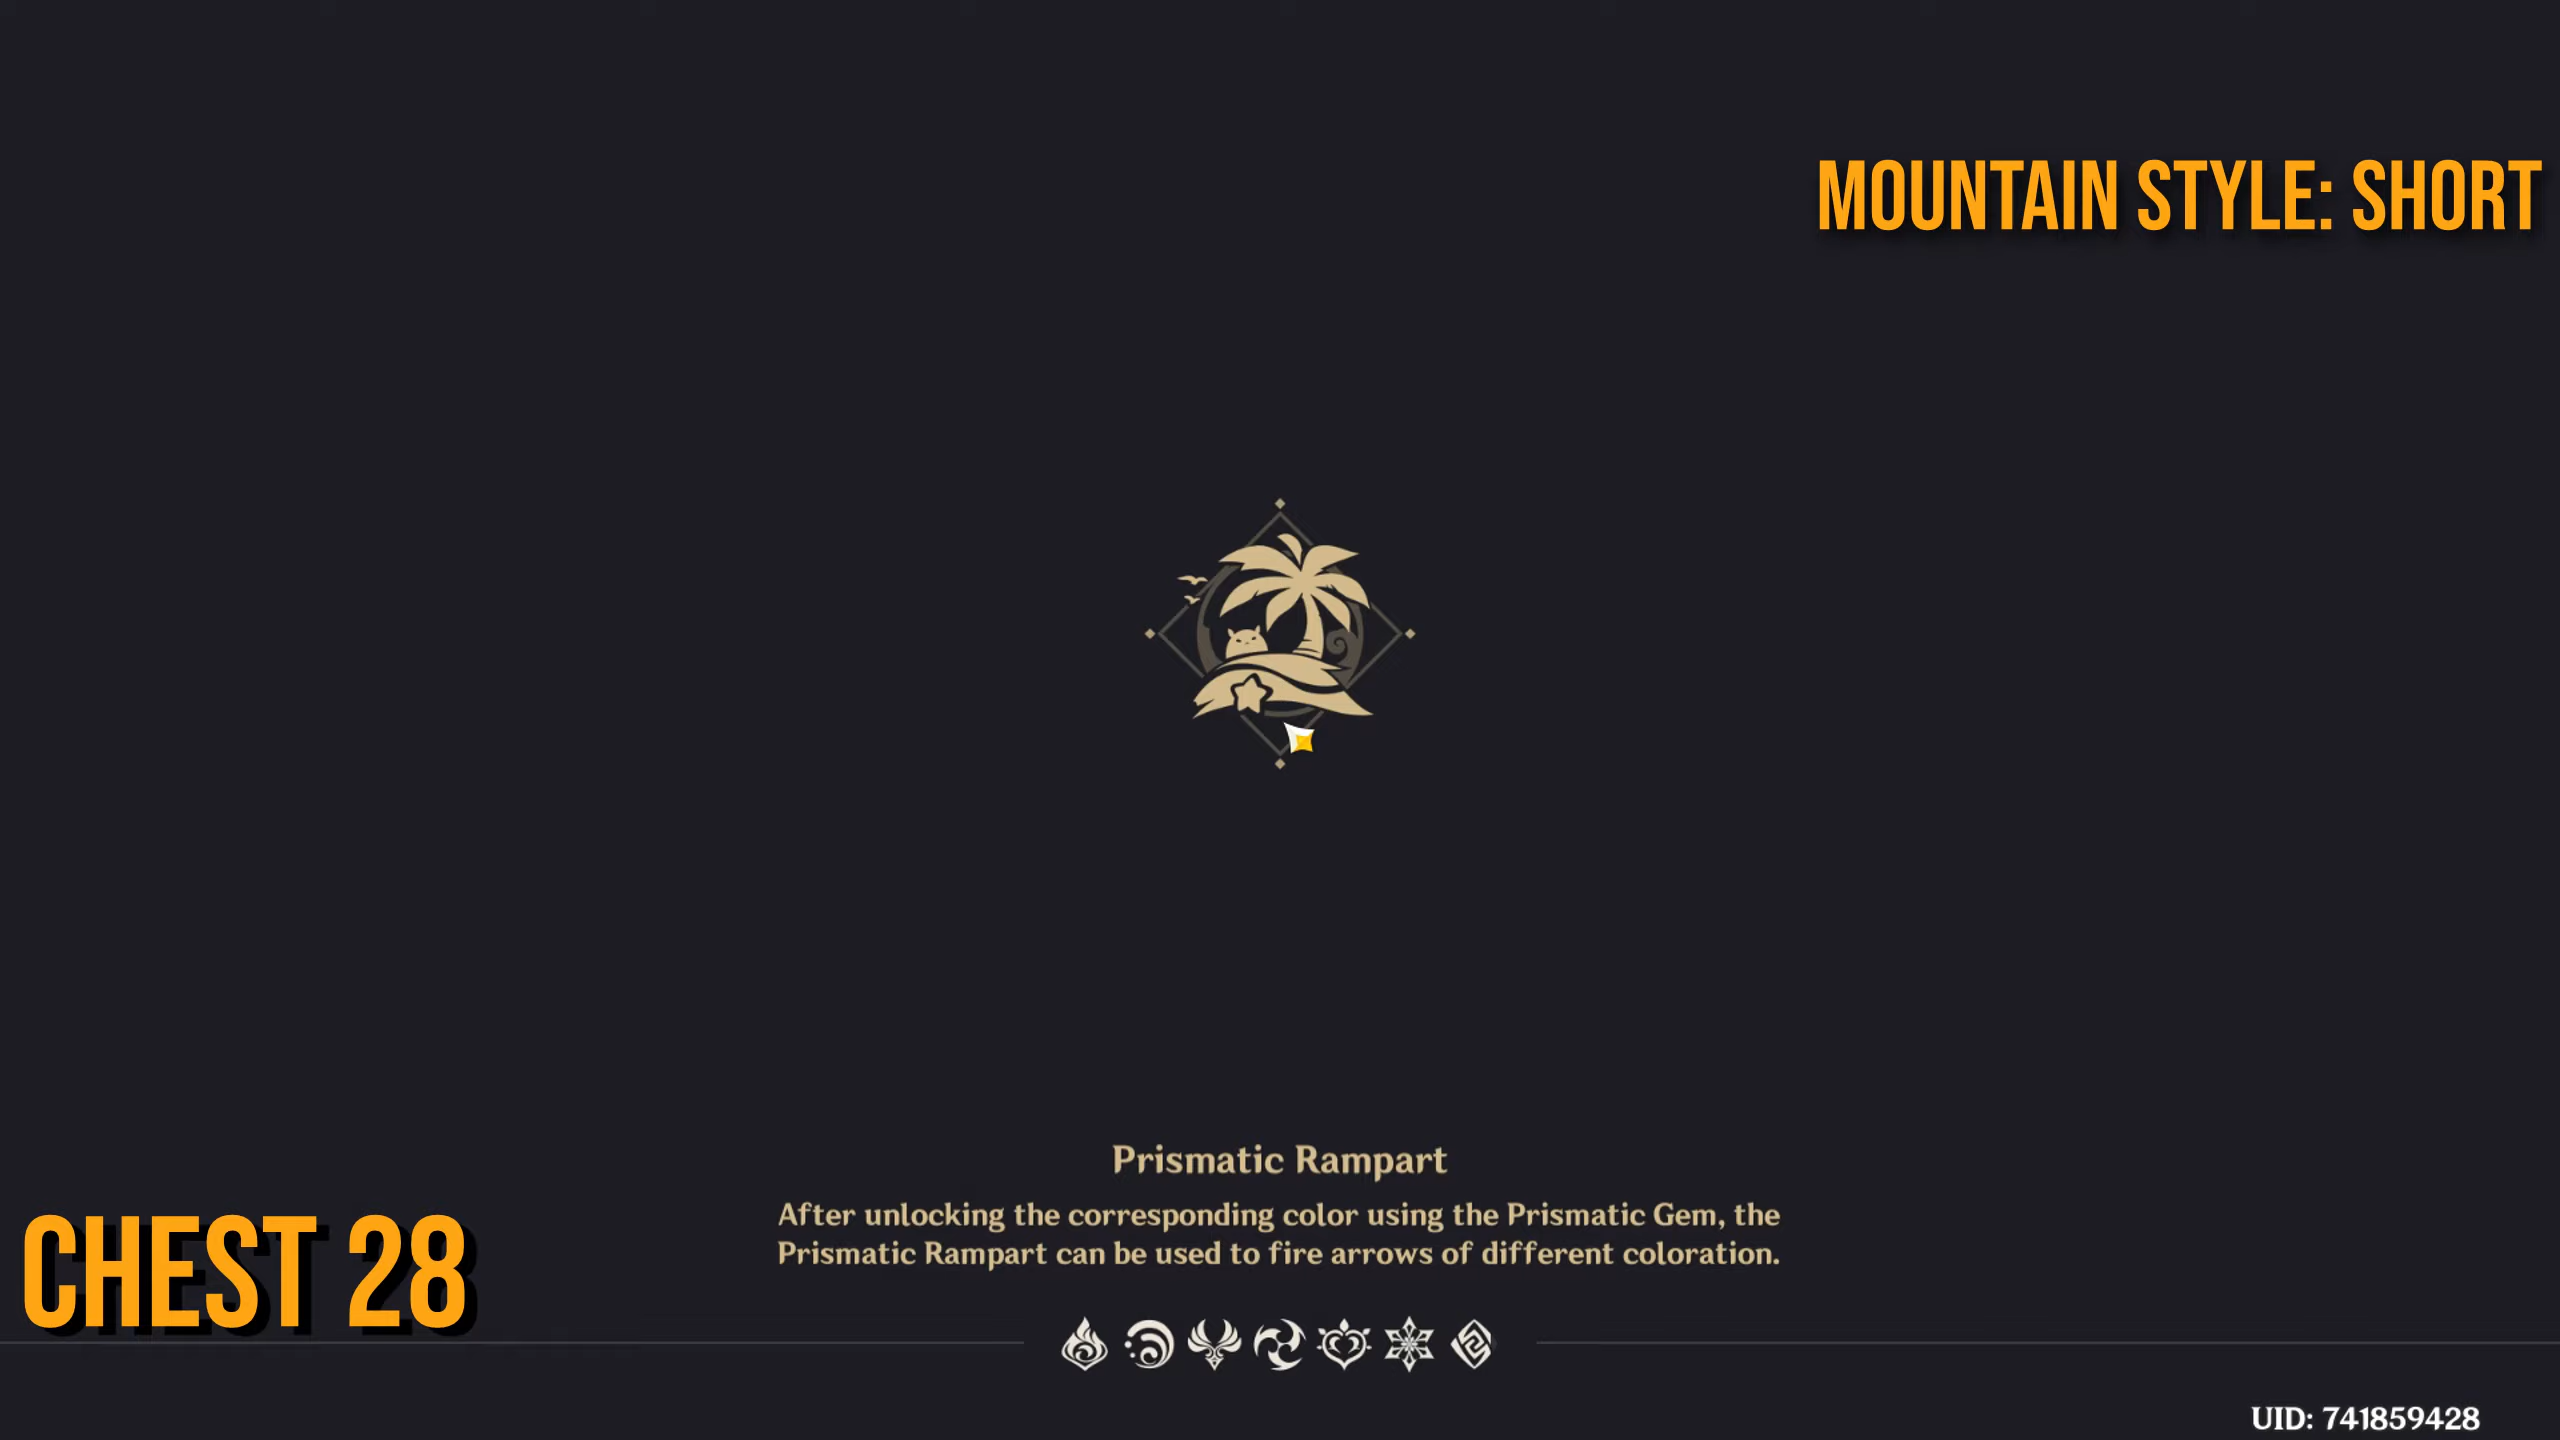 MOUNTAIN STYLE: SHORT
Prismatic Rampart
After unlocking the corresponding color using the Prismatic Gem, the
Prismatic Rampart can be used to fire arrows of different coloration.
CHEST 28
UID: 741859428